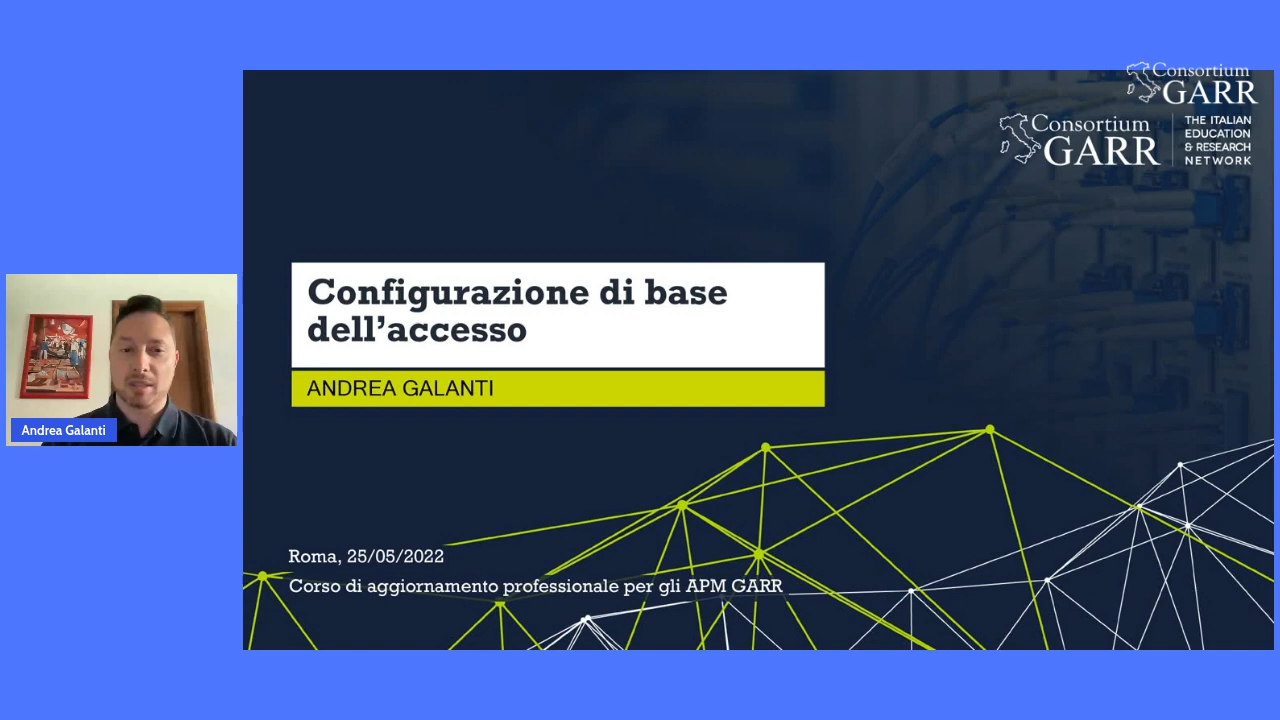 Consortium
GARR
Consortium
GARR
THE ITALIAN
EDUCATION
& RESEARCH
NETWORK
Configurazione di base
dell’accesso
ANDREA GALANTI
Andrea Galanti
Roma, 25/05/2022
Corso di aggiornamento professionale per gli APM GARR